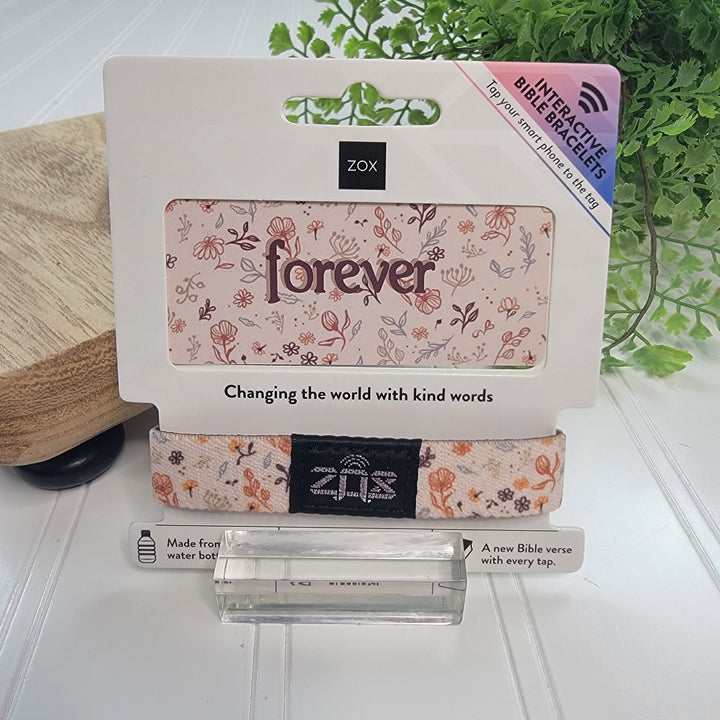 INTERACTIVE
BIBLE BRACELETS
Tap your smart phone to the tag
ZOX
forever
Changing the world with kind words
ZOX
Made from
water
A new Bible verse
with every tap.